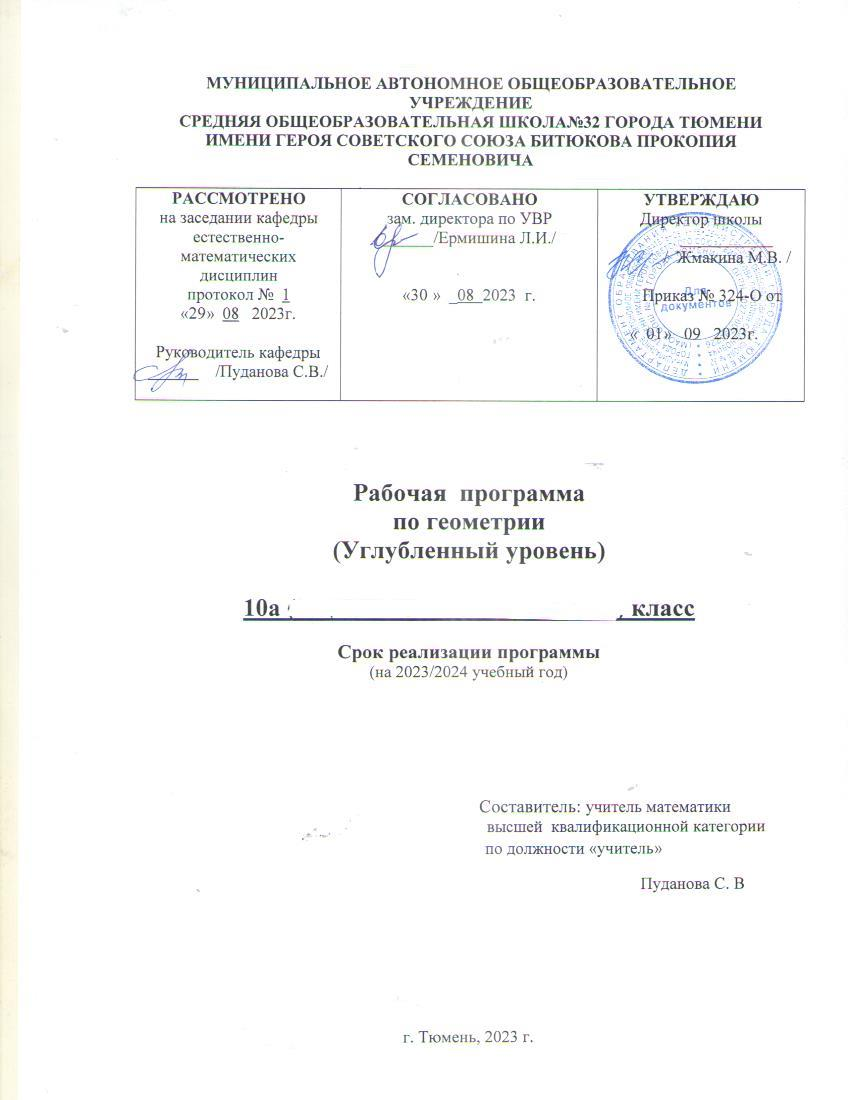 МУНИЦИПАЛЬНОЕ АВТОНОМНОЕ ОБЩЕОБРАЗОВАТЕЛЬНОЕ
УЧРЕЖДЕНИЕ
СРЕДНЯЯ ОБЩЕОБРАЗОВАТЕЛЬНАЯ ШКОЛА№32 ГОРОДА ТЮМЕНИ
ИМЕНИ ГЕРОЯ СОВЕТСКОГО СОЮЗА БИТЮКОВА ПРОКОПИЯ
СЕМЕНОВИЧА
РАССМОТРЕНО
на заседании кафедры
естественно-
математических
дисциплин
протокол № 1
«29» 08 2023г.
Руководитель кафедры
/Пуданова С.В./
СОГЛАСОВАНО
зам. директора по УВР
/Ермишина Л.И./
«30 » _08_2023 г.
УТВЕРЖДАЮ
Директор школы
/ Жмакина М.В. /
Приказ № 324-О от
« 01» 09 2023г.
Для
документов
Рабочая программа
по геометрии
(Углубленный уровень)
10а класс
Срок реализации программы
(на 2023/2024 учебный год)
Составитель: учитель математики
высшей квалификационной категории
по должности «учитель»
Пуданова С. В
г. Тюмень, 2023 г.